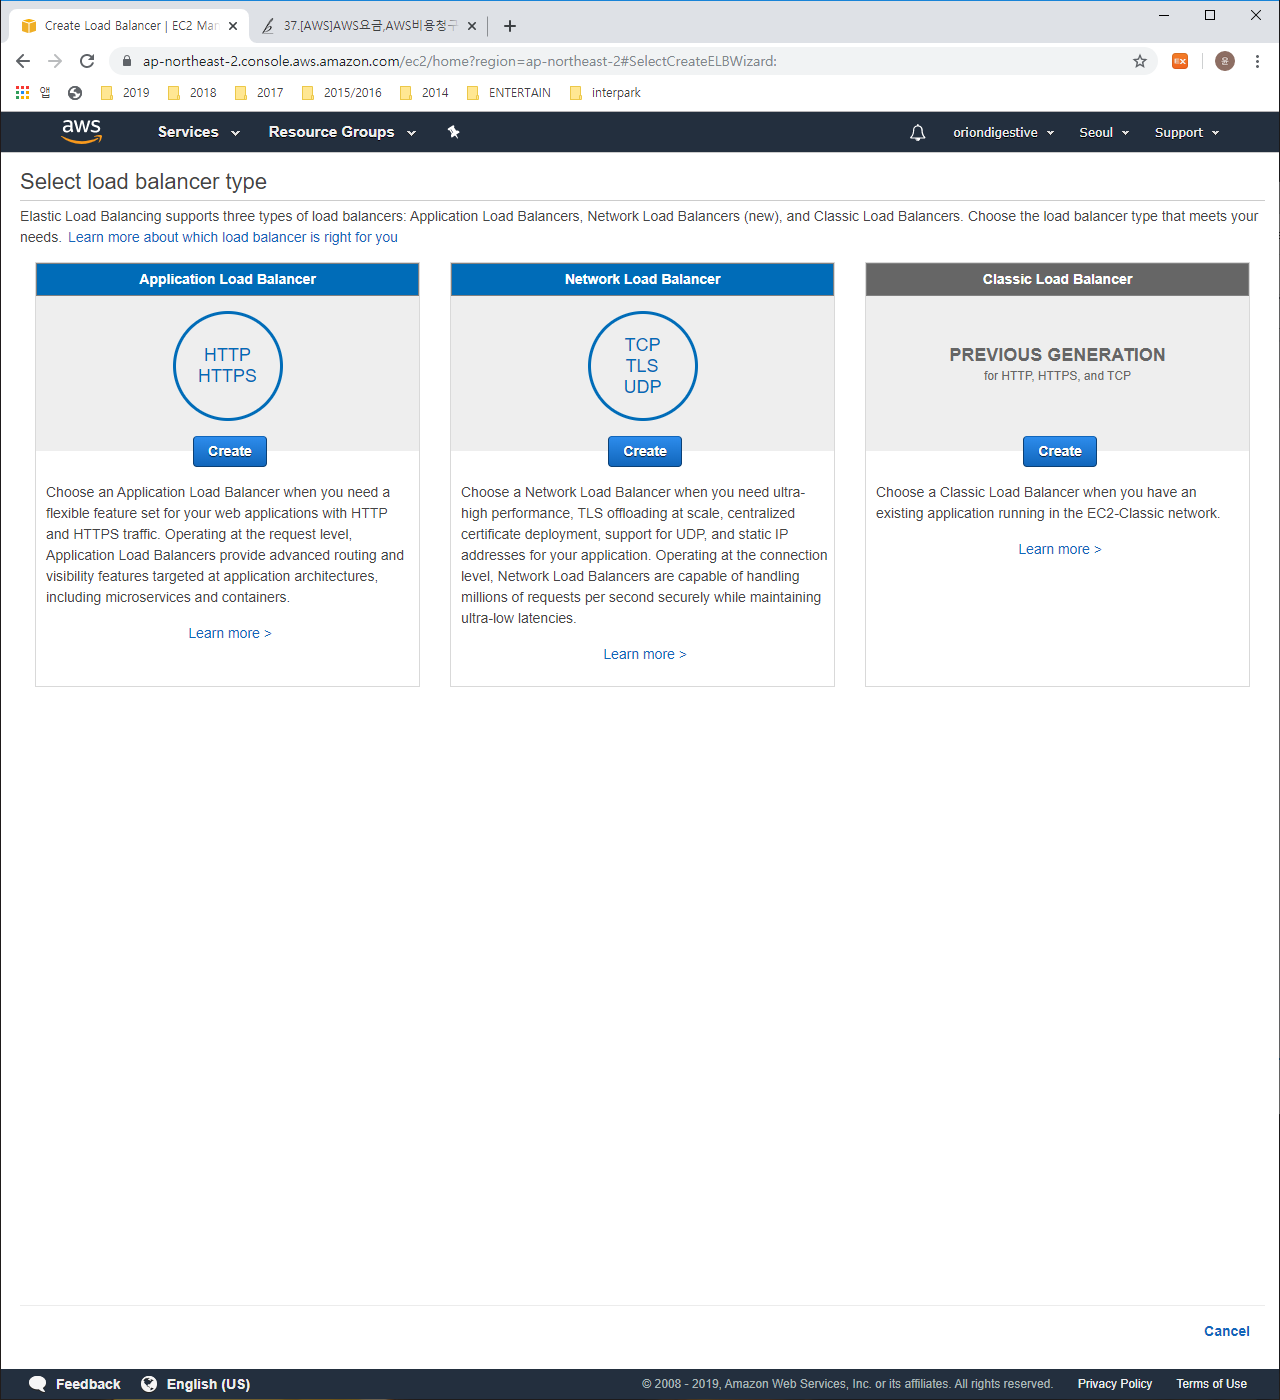 Create Load Balancer | EC2 Man
37.[AWS]AWS요금,AWS비용청구
ap-northeast-2.console.aws.amazon.com/ec2/home?region=ap-northeast-2#SelectCreateELBWizard:
앱 2019 2018 2017 2015/2016 2014 ENTERTAIN interpark
aws Services Resource Groups oriondigestive Seoul Support
Select load balancer type
Elastic Load Balancing supports three types of load balancers: Application Load Balancers, Network Load Balancers (new), and Classic Load Balancers. Choose the load balancer type that meets your
needs. Learn more about which load balancer is right for you
Application Load Balancer
HTTP
HTTPS
Create
Choose an Application Load Balancer when you need a
flexible feature set for your web applications with HTTP
and HTTPS traffic. Operating at the request level,
Application Load Balancers provide advanced routing and
visibility features targeted at application architectures,
including microservices and containers.
Learn more >
Network Load Balancer
TCP
TLS
UDP
Create
Choose a Network Load Balancer when you need ultra-
high performance, TLS offloading at scale, centralized
certificate deployment, support for UDP, and static IP
addresses for your application. Operating at the connection
level, Network Load Balancers are capable of handling
millions of requests per second securely while maintaining
ultra-low latencies.
Learn more >
Classic Load Balancer
PREVIOUS GENERATION
for HTTP, HTTPS, and TCP
Create
Choose a Classic Load Balancer when you have an
existing application running in the EC2-Classic network.
Learn more >
Cancel
Feedback English (US) © 2008 - 2019, Amazon Web Services, Inc. or its affiliates. All rights reserved. Privacy Policy Terms of Use